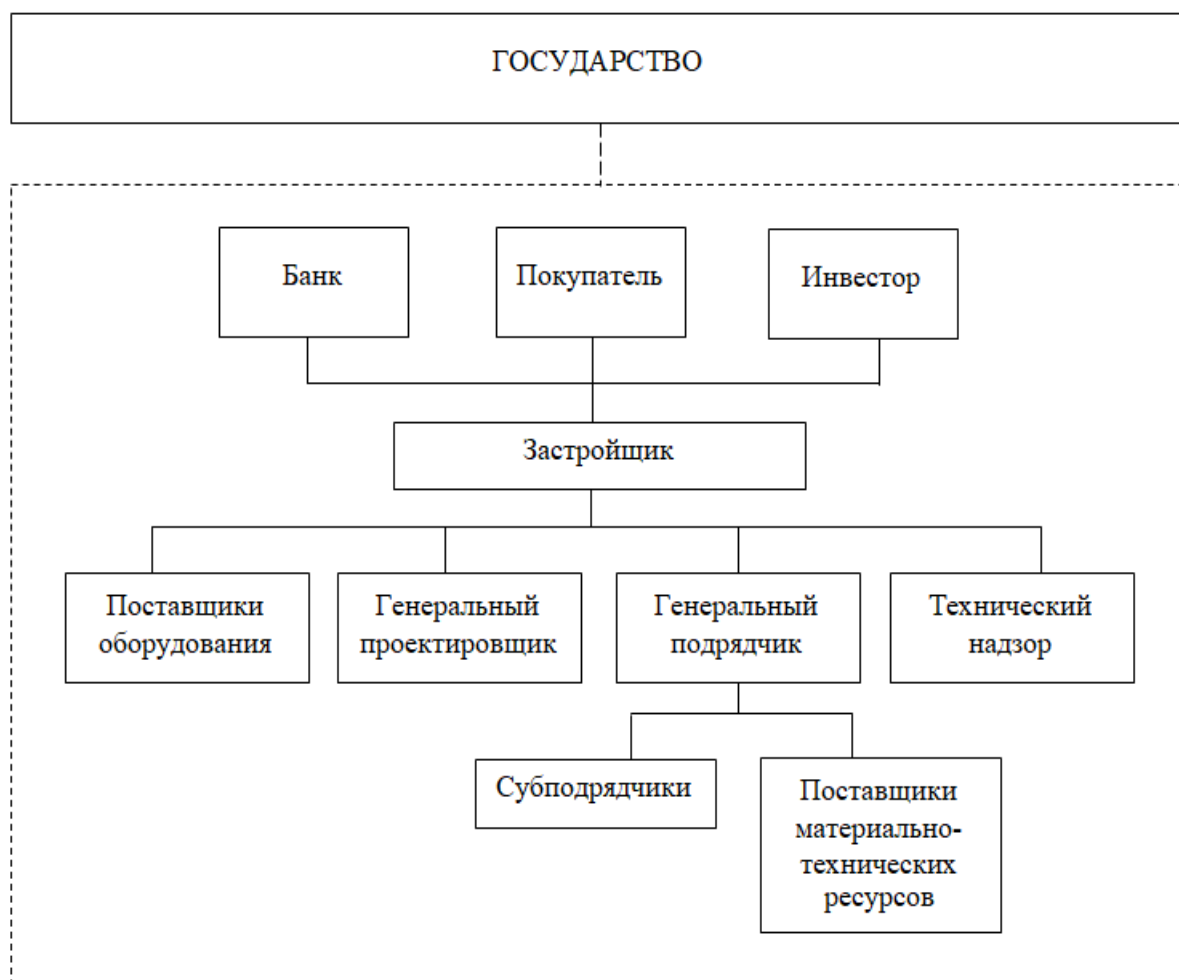 ГОСУДАРСТВО
Банк
Покупатель
Инвестор
Застройщик
Поставщики
оборудования
Генеральный
проектировщик
Генеральный
подрядчик
Технический
надзор
Субподрядчики
Поставщики
материально-
технических
ресурсов